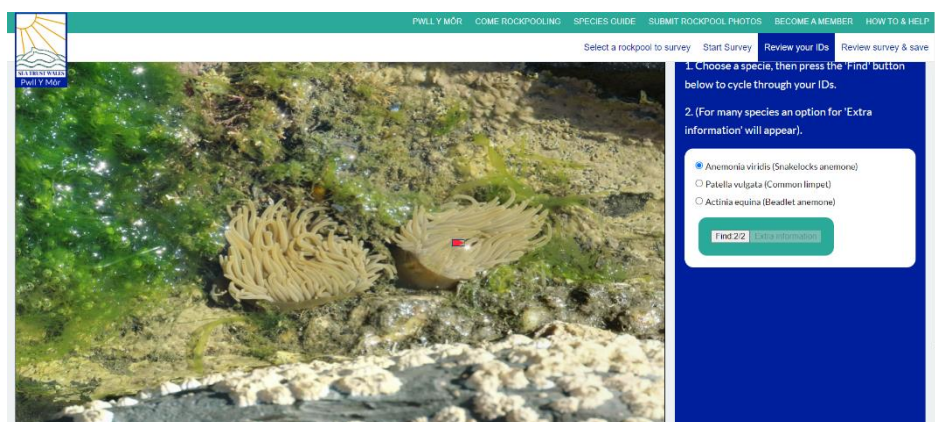 PWLL Y MÔR COME ROCKPOOLING SPECIES GUIDE SUBMIT ROCKPOOL PHOTOS BECOME A MEMBER HOW TO & HELP
Select a rockpool to survey Start Survey Review your IDs Review survey & save
SEA TRUST WALES
Pwll Y Môr
1. Choose a specie, then press the 'Find' button
below to cycle through your IDs.
2. (For many species an option for 'Extra
information' will appear).
Anemonia viridis (Snakelocks anemone)
Patella vulgata (Common limpet)
Actinia equina (Beadlet anemone)
Find:2/2 Extra information